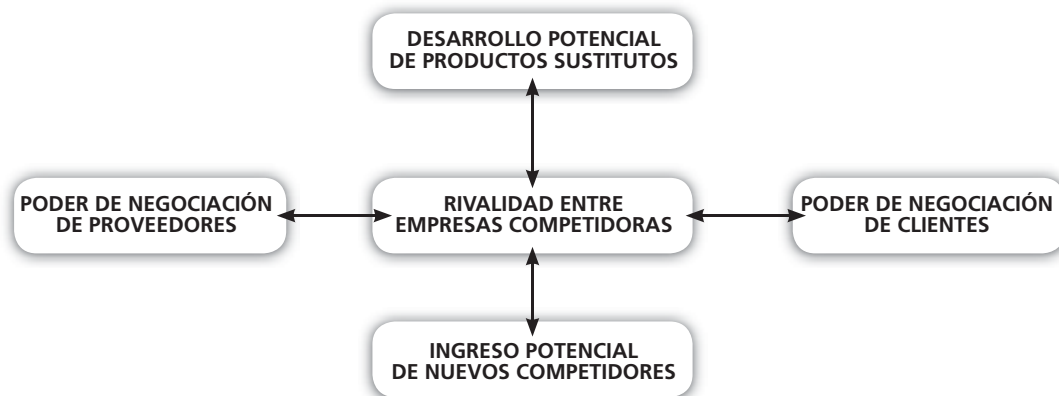 DESARROLLO POTENCIAL
DE PRODUCTOS SUSTITUTOS
PODER DE NEGOCIACIÓN
DE PROVEEDORES
RIVALIDAD ENTRE
EMPRESAS COMPETIDORAS
PODER DE NEGOCIACIÓN
DE CLIENTES
INGRESO POTENCIAL
DE NUEVOS COMPETIDORES